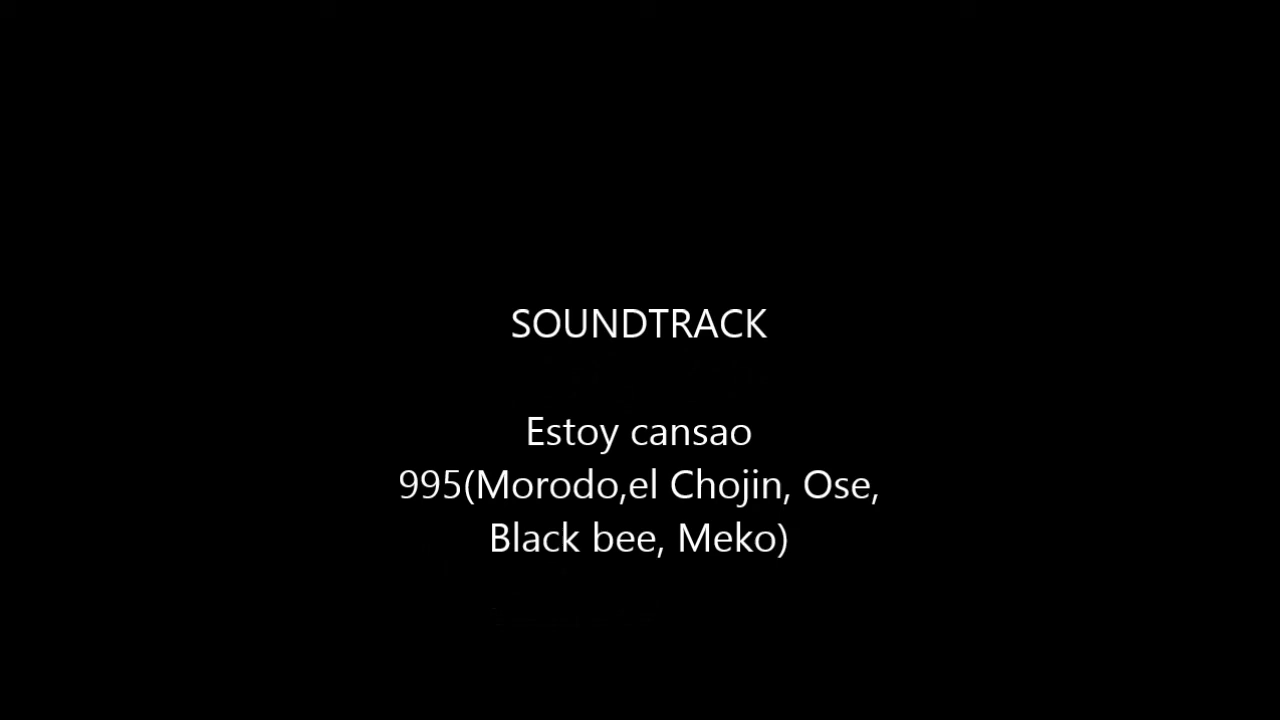 SOUNDTRACK
Estoy cansao
995(Morodo,el Chojin, Ose,
Black bee, Meko)